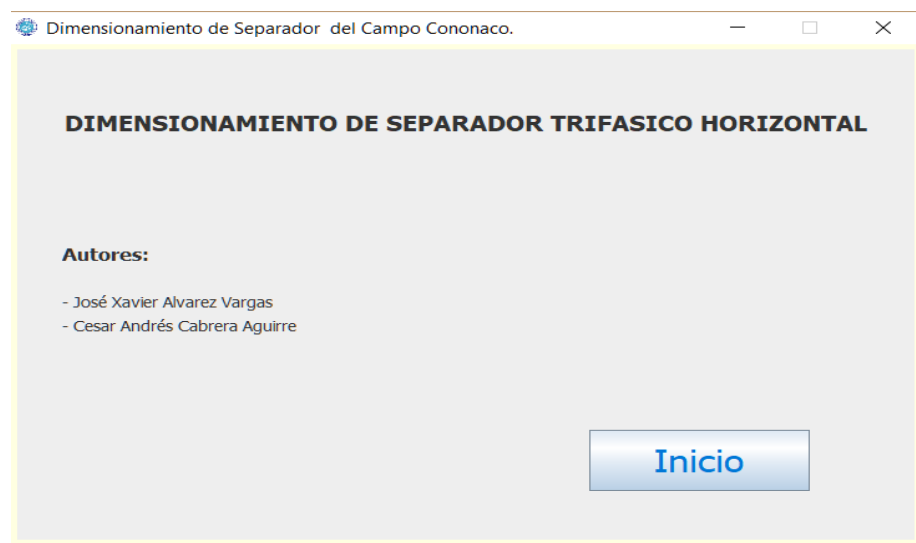 Dimensionamiento de Separador del Campo Cononaco.
DIMENSIONAMIENTO DE SEPARADOR TRIFASICO HORIZONTAL
Autores:
- José Xavier Alvarez Vargas
- Cesar Andrés Cabrera Aguirre
Inicio